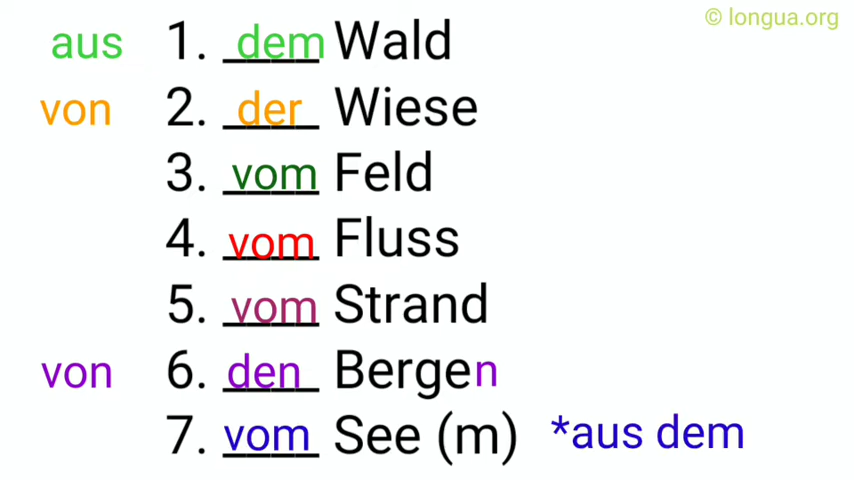 © longua.org
aus 1. dem Wald
von 2. der Wiese
3. vom Feld
4. vom Fluss
5. vom Strand
von 6. den Bergen
7. vom See (m) *aus dem